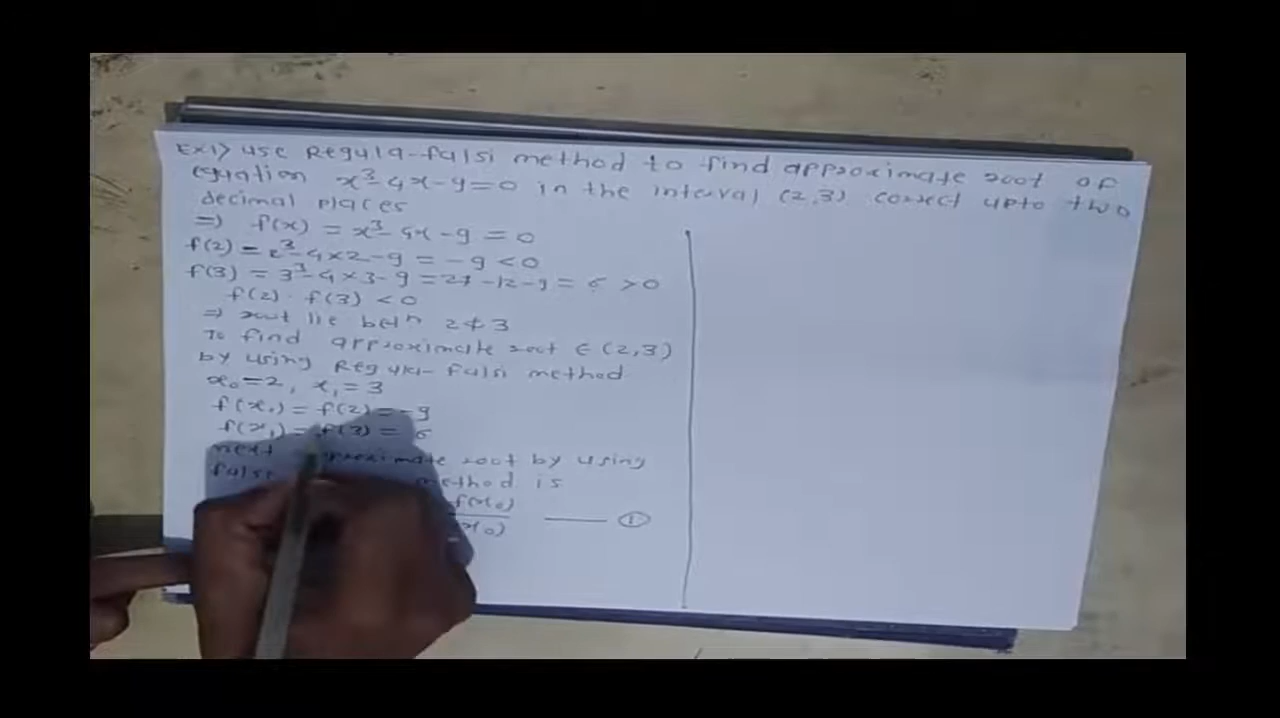 Ex1> use Regula-falsi method to find approximate root of
equation x³-4x-9=0 in the interval (2,3) correct upto two
decimal places
=> f(x) = x³-4x-9=0
f(2) = 2³-4×2-9 = -9<0
f(3) = 3³-4×3-9 = 27-12-9 = 6 >0
f(2) · f(3) <0
=> root lie betⁿ 2 & 3
To find approximate root ∈ (2,3)
by using Regula-falsi method
x₀=2, x₁=3
f(x₀) = f(2) = -9
f(x₁) = f(3) = 6
next approximate root by using
false method is
f(x₀)
x₀) —— ①